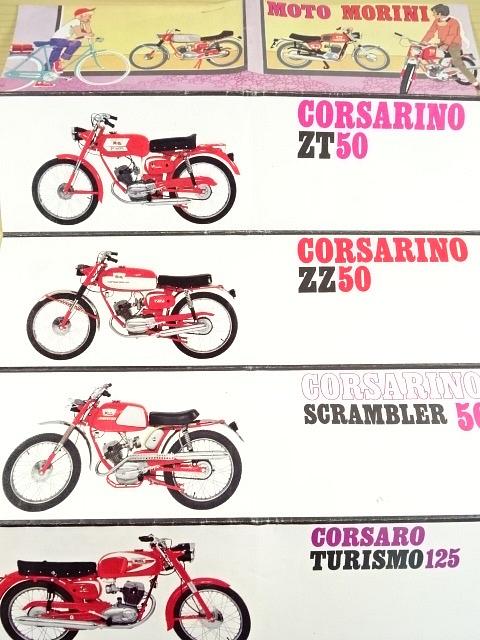 MOTO MORINI
CORSARINO
ZT50
CORSARINO
ZZ50
CORSARINO
SCRAMBLER 50
CORSARO
TURISMO125